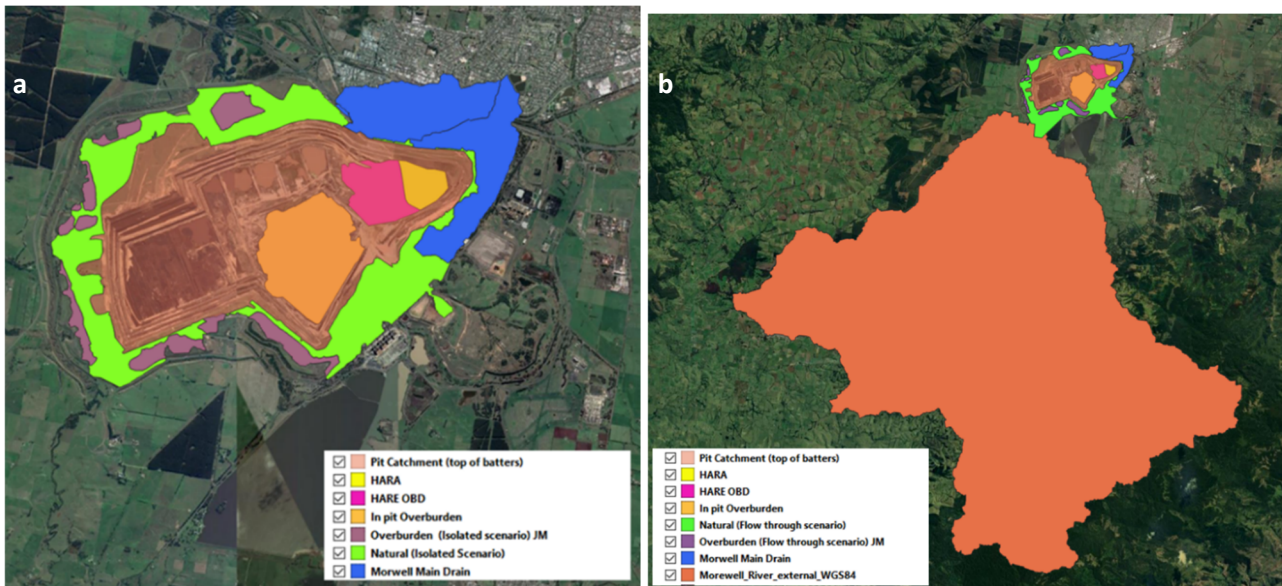 a
Pit Catchment (top of batters)
HARA
HARE OBD
In pit Overburden
Overburden (Isolated scenario) JM
Natural (Isolated Scenario)
Morwell Main Drain
b
Pit Catchment (top of batters)
HARA
HARE OBD
In pit Overburden
Natural (Flow through scenario)
Overburden (Flow through scenario) JM
Morwell Main Drain
Morewell_River_external_WGS84